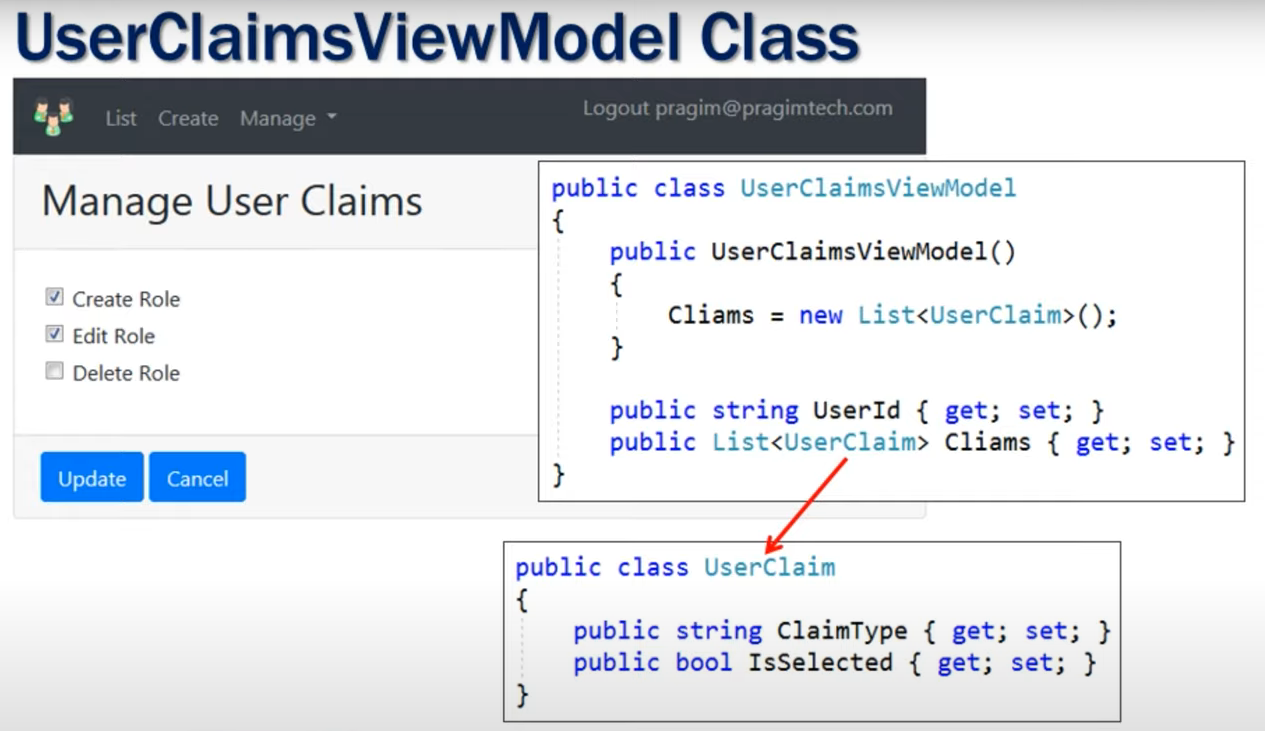 UserClaimsViewModel Class
List Create Manage
Logout pragim@pragimtech.com
Manage User Claims
Create Role
Edit Role
Delete Role
Update Cancel
public class UserClaimsViewModel
{
public UserClaimsViewModel()
{
Cliams = new List<UserClaim>();
}
public string UserId { get; set; }
public List<UserClaim> Cliams { get; set; }
}
public class UserClaim
{
public string ClaimType { get; set; }
public bool IsSelected { get; set; }
}